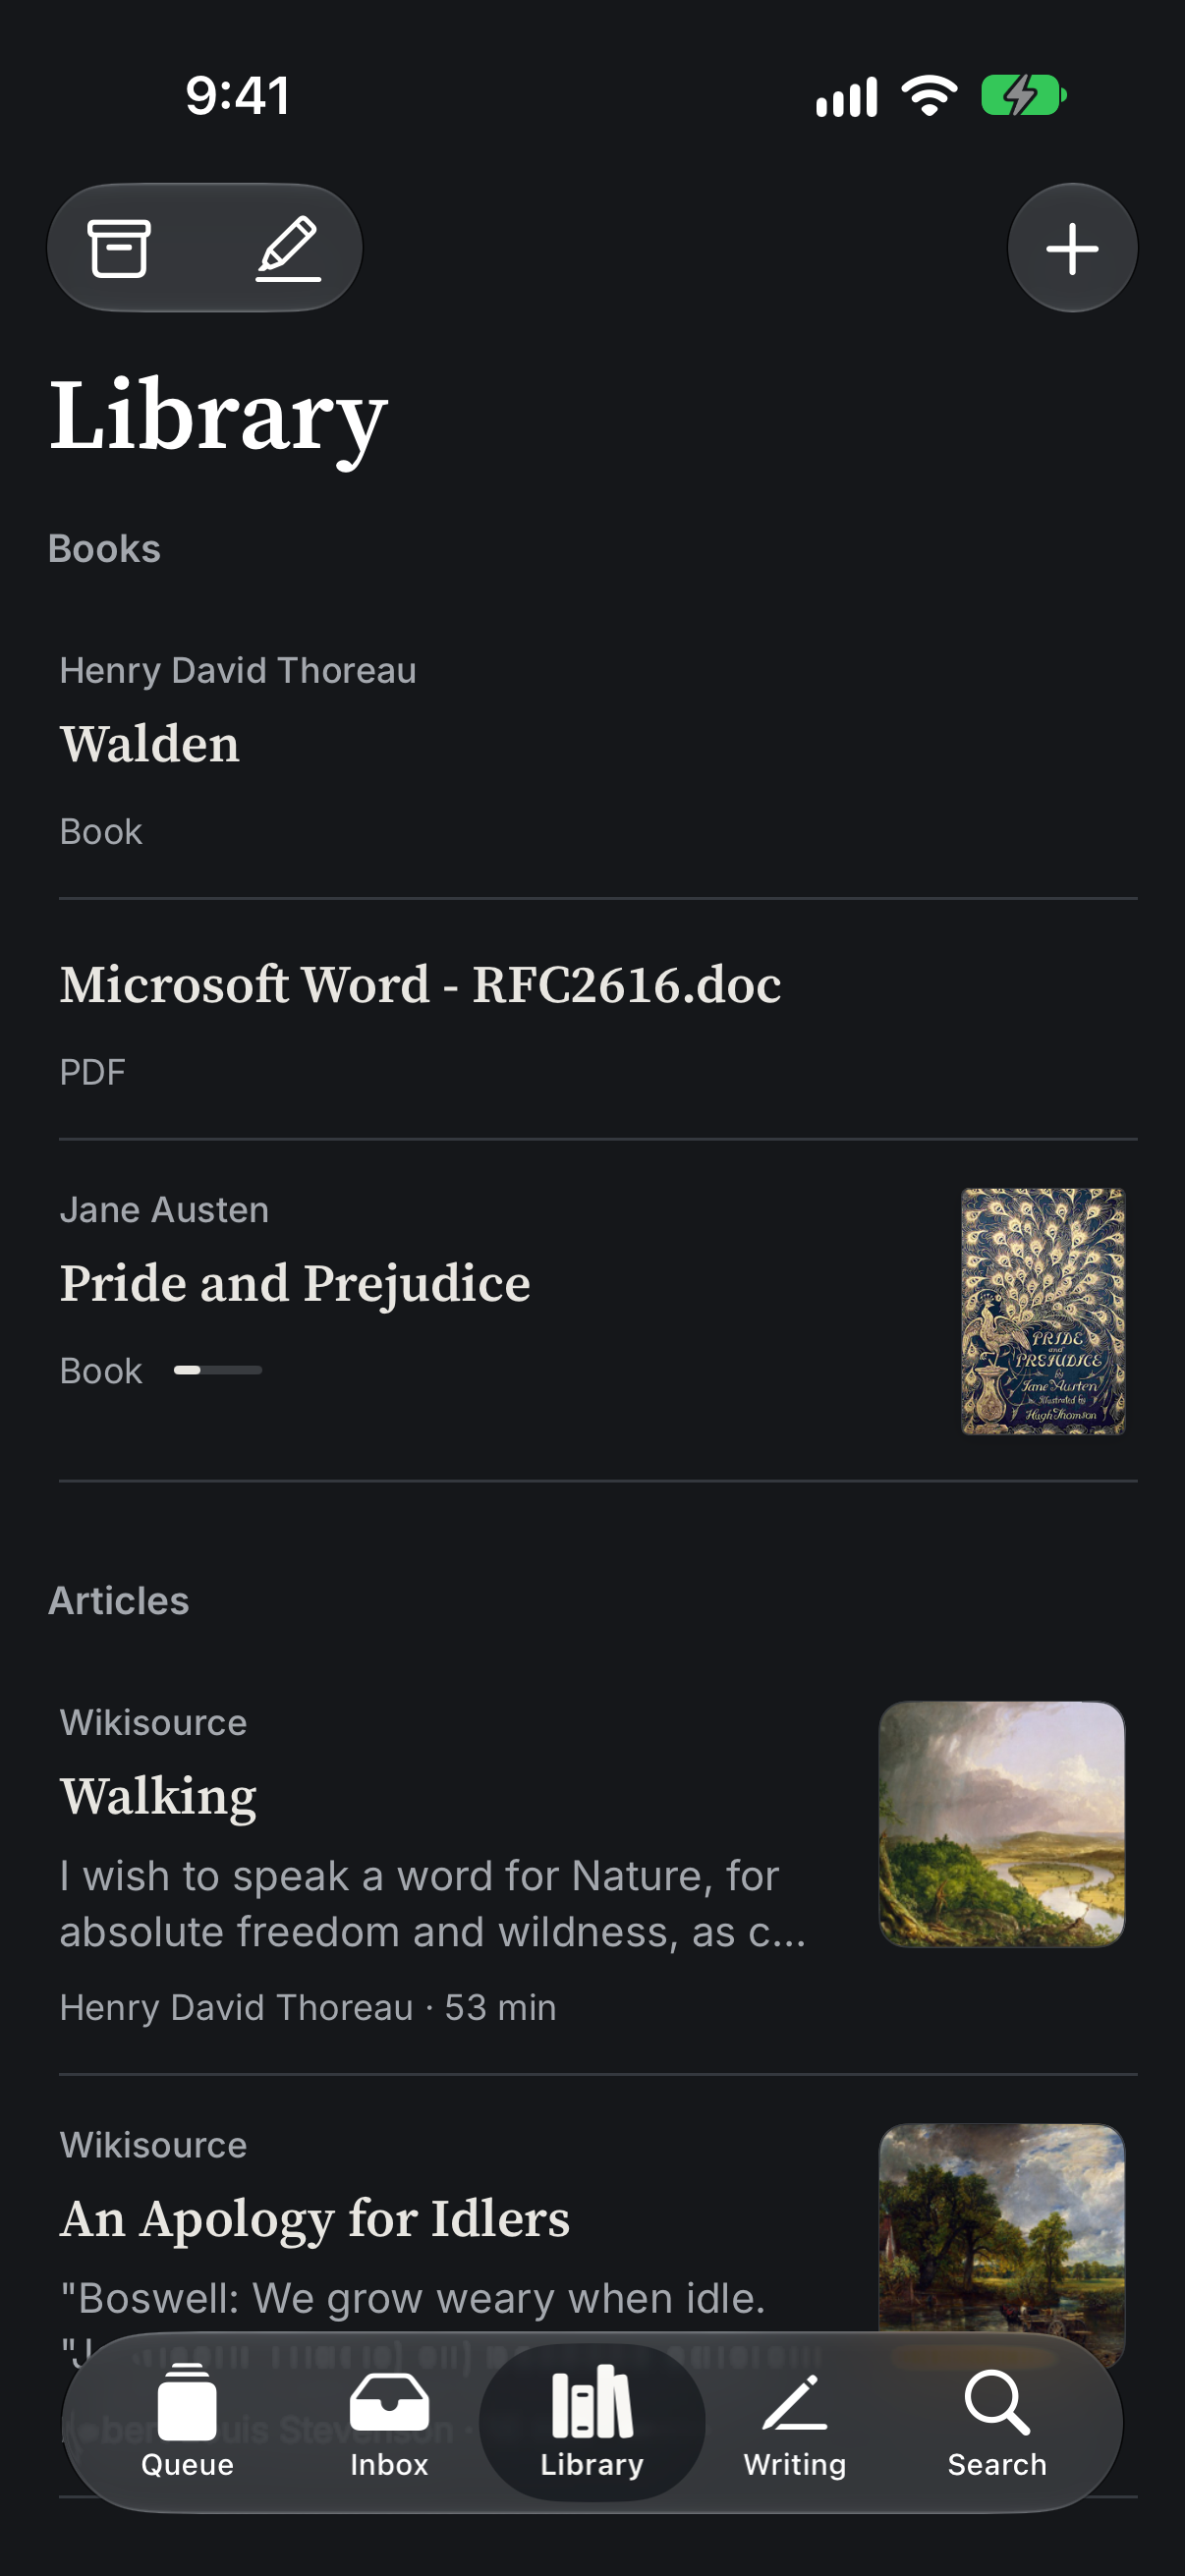 9:41
Library
Books
Henry David Thoreau
Walden
Book
Microsoft Word - RFC2616.doc
PDF
Jane Austen
Pride and Prejudice
Book
PRIDE
and
PREJUDICE
by
Jane Austen
Illustrated by
Hugh Thomson
Articles
Wikisource
Walking
I wish to speak a word for Nature, for
absolute freedom and wildness, as c...
Henry David Thoreau · 53 min
Wikisource
An Apology for Idlers
"Boswell: We grow weary when idle.
Queue
Inbox
Library
Writing
Search